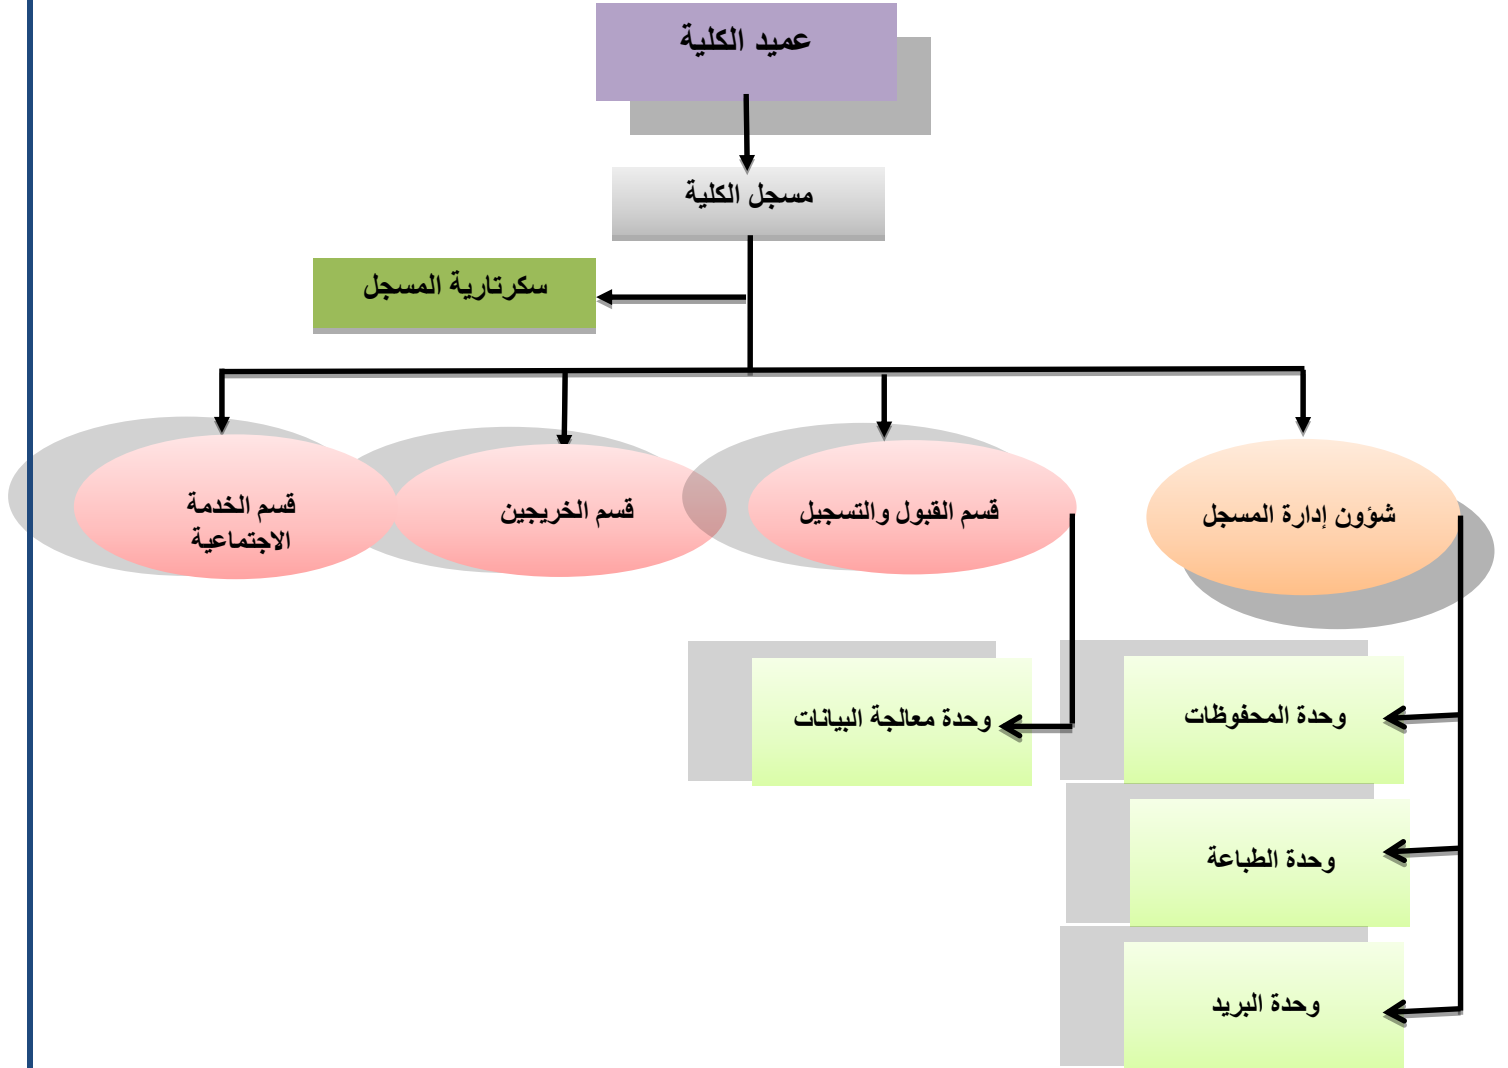 عميد الكلية
مسجل الكلية
سكرتارية المسجل
شؤون إدارة المسجل
قسم القبول والتسجيل
قسم الخريجين
قسم الخدمة
الاجتماعية
وحدة المحفوظات
وحدة معالجة البيانات
وحدة الطباعة
وحدة البريد